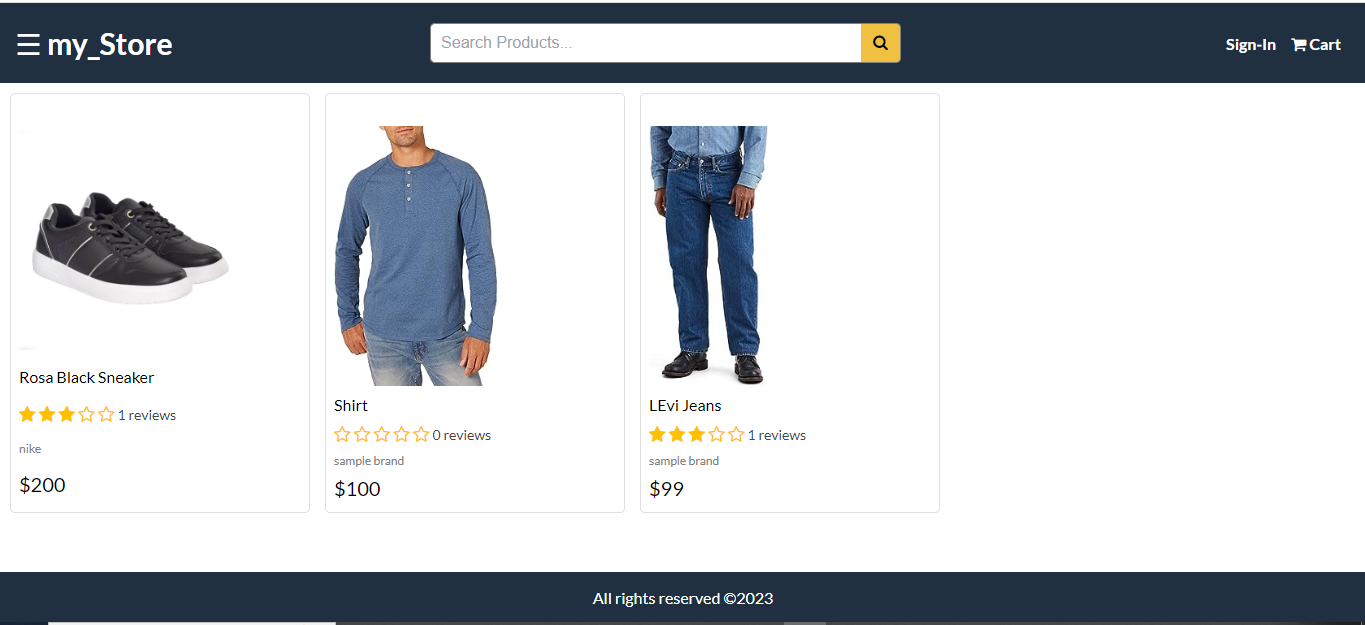 ☰ my_Store
Search Products...
Sign-In
Cart
Rosa Black Sneaker
1 reviews
nike
$200
Shirt
0 reviews
sample brand
$100
LEvi Jeans
1 reviews
sample brand
$99
All rights reserved ©2023